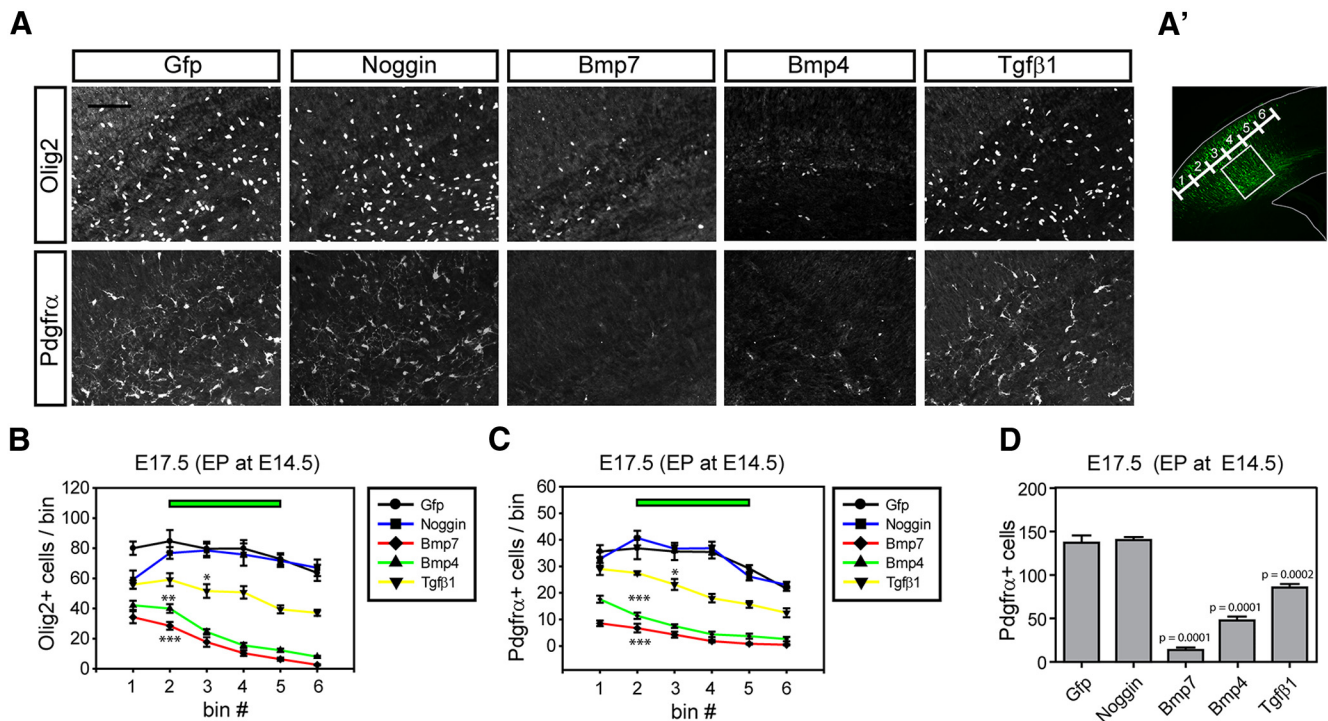 A
A'
Gfp
Noggin
Bmp7
Bmp4
Tgfβ1
Olig2
Pdgfrα
1 2 3 4 5 6
B
E17.5 (EP at E14.5)
Olig2+ cells / bin
120
100
80
60
40
20
0
*
**
***
1 2 3 4 5 6
bin #
Gfp
Noggin
Bmp7
Bmp4
Tgfβ1
C
E17.5 (EP at E14.5)
Pdgfrα+ cells / bin
60
50
40
30
20
10
0
*
***
***
1 2 3 4 5 6
bin #
Gfp
Noggin
Bmp7
Bmp4
Tgfβ1
D
E17.5 (EP at E14.5)
Pdgfrα+ cells
200
150
100
50
0
p = 0.0001
p = 0.0001
p = 0.0002
Gfp
Noggin
Bmp7
Bmp4
Tgfβ1